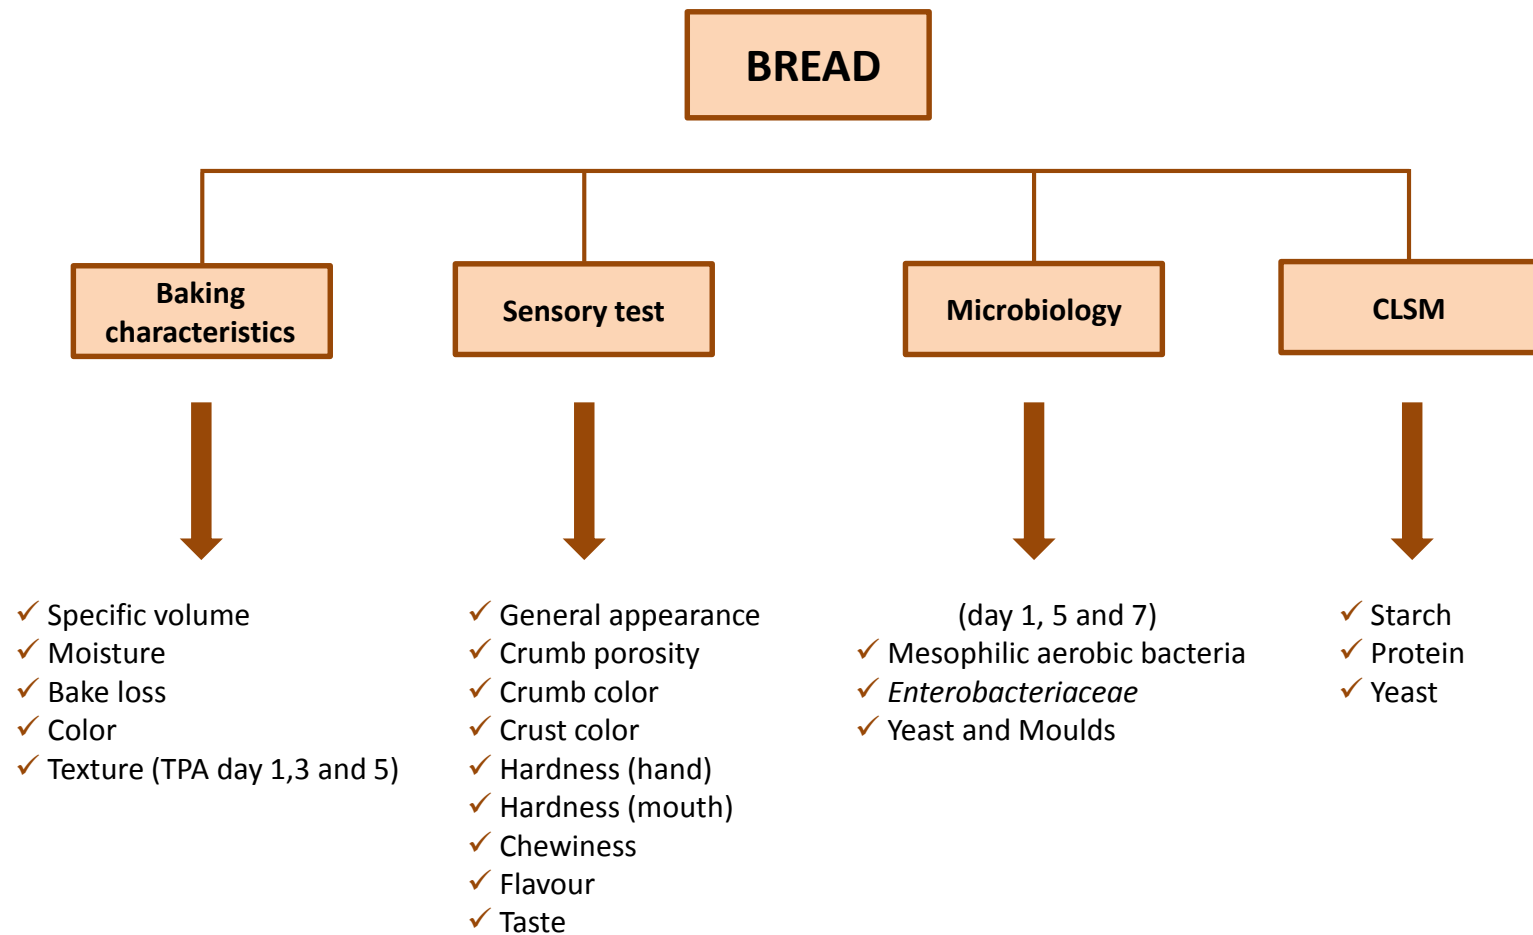 BREAD
Baking
characteristics
Sensory test
Microbiology
CLSM
✓ Specific volume
✓ Moisture
✓ Bake loss
✓ Color
✓ Texture (TPA day 1,3 and 5)
✓ General appearance
✓ Crumb porosity
✓ Crumb color
✓ Crust color
✓ Hardness (hand)
✓ Hardness (mouth)
✓ Chewiness
✓ Flavour
✓ Taste
(day 1, 5 and 7)
✓ Mesophilic aerobic bacteria
✓ Enterobacteriaceae
✓ Yeast and Moulds
✓ Starch
✓ Protein
✓ Yeast